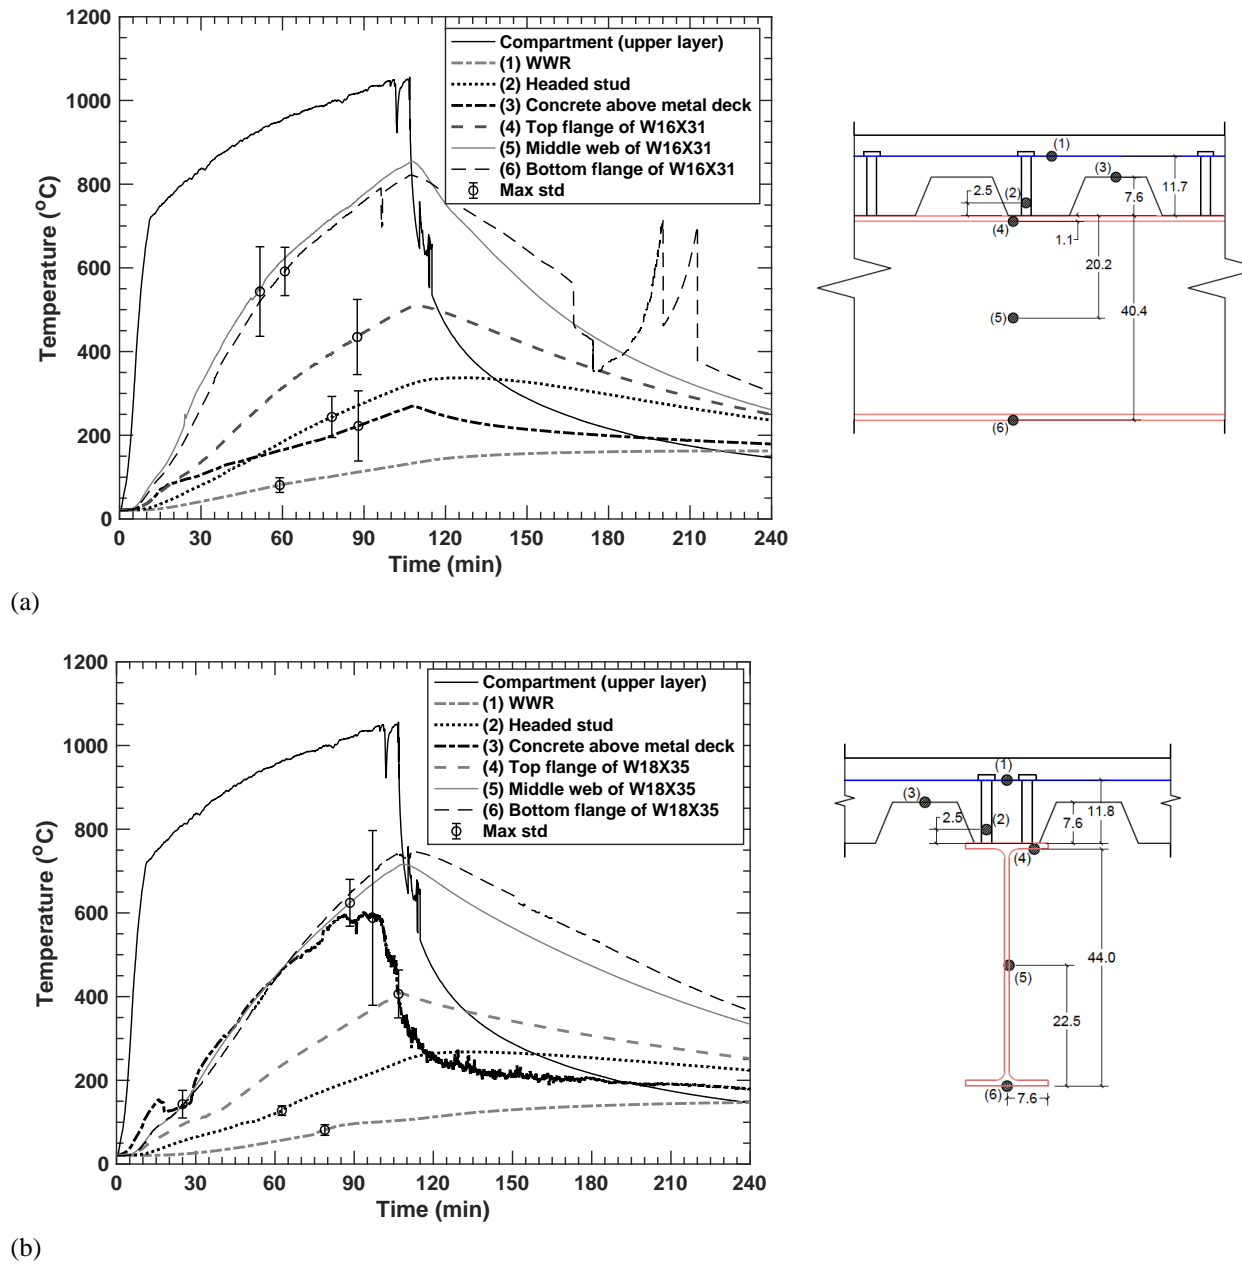 1200
1000
800
600
400
200
0
Temperature (°C)
0 30 60 90 120 150 180 210 240
Time (min)
Compartment (upper layer)
(1) WWR
(2) Headed stud
(3) Concrete above metal deck
(4) Top flange of W16X31
(5) Middle web of W16X31
(6) Bottom flange of W16X31
Max std
(1)
(3)
11.7
2.5
(2)
7.6
(4)
1.1
20.2
(5)
40.4
(6)
(a)
1200
1000
800
600
400
200
0
Temperature (°C)
0 30 60 90 120 150 180 210 240
Time (min)
Compartment (upper layer)
(1) WWR
(2) Headed stud
(3) Concrete above metal deck
(4) Top flange of W18X35
(5) Middle web of W18X35
(6) Bottom flange of W18X35
Max std
(1)
(3)
11.8
2.5
(2)
7.6
(4)
44.0
(5)
22.5
(6)
7.6
(b)